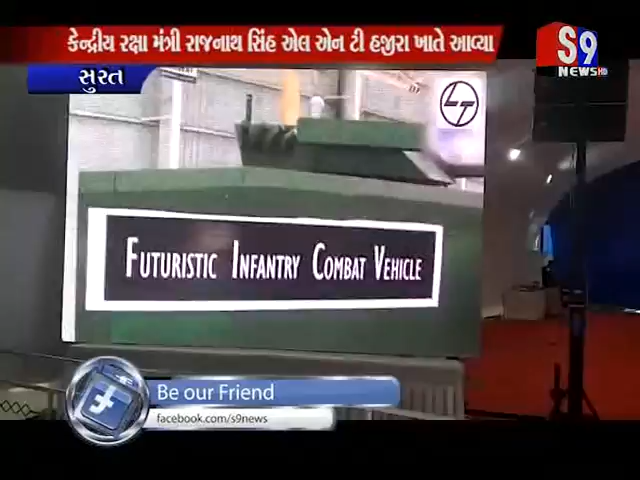 કેન્દ્રીય રક્ષા મંત્રી રાજનાથ સિંહ એલ એન ટી હજીરા ખાતે આવ્યા
S9
NEWS HD
સુરત
FUTURISTIC INFANTRY COMBAT VEHICLE
Be our Friend
facebook.com/s9news